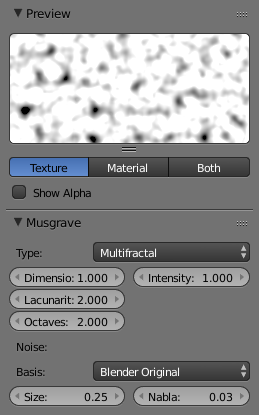 Preview
Texture Material Both
Show Alpha
Musgrave
Type: Multifractal
Dimensio: 1.000 Intensity: 1.000
Lacunarit: 2.000
Octaves: 2.000
Noise:
Basis: Blender Original
Size: 0.25 Nabla: 0.03